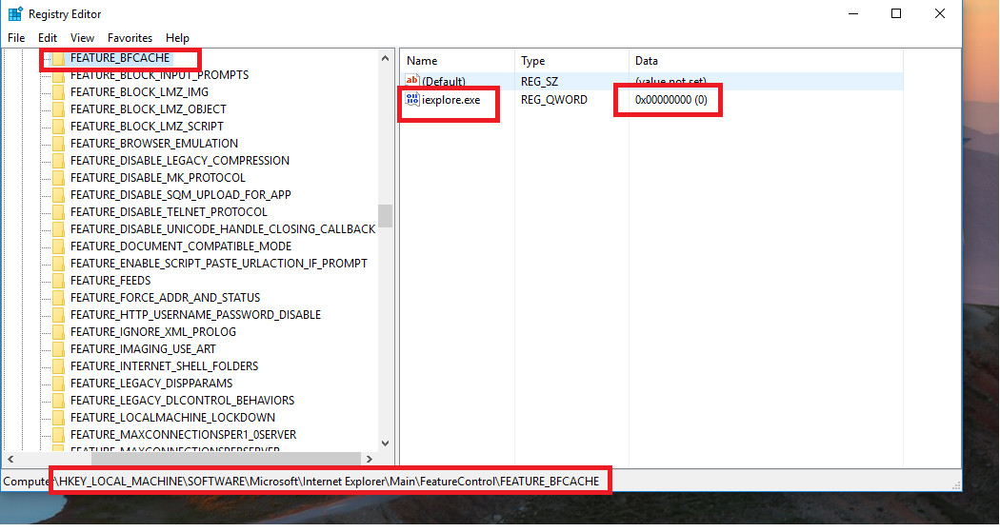 Registry Editor
File Edit View Favorites Help
FEATURE_BFCACHE
FEATURE_BLOCK_INPUT_PROMPTS
FEATURE_BLOCK_LMZ_IMG
FEATURE_BLOCK_LMZ_OBJECT
FEATURE_BLOCK_LMZ_SCRIPT
FEATURE_BROWSER_EMULATION
FEATURE_DISABLE_LEGACY_COMPRESSION
FEATURE_DISABLE_MK_PROTOCOL
FEATURE_DISABLE_SQM_UPLOAD_FOR_APP
FEATURE_DISABLE_TELNET_PROTOCOL
FEATURE_DISABLE_UNICODE_HANDLE_CLOSING_CALLBACK
FEATURE_DOCUMENT_COMPATIBLE_MODE
FEATURE_ENABLE_SCRIPT_PASTE_URLACTION_IF_PROMPT
FEATURE_FEEDS
FEATURE_FORCE_ADDR_AND_STATUS
FEATURE_HTTP_USERNAME_PASSWORD_DISABLE
FEATURE_IGNORE_XML_PROLOG
FEATURE_IMAGING_USE_ART
FEATURE_INTERNET_SHELL_FOLDERS
FEATURE_LEGACY_DISPPARAMS
FEATURE_LEGACY_DLCONTROL_BEHAVIORS
FEATURE_LOCALMACHINE_LOCKDOWN
FEATURE_MAXCONNECTIONSPER1_0SERVER
FEATURE_MAXCONNECTIONSPERSERVER
Name Type Data
(Default) REG_SZ (value not set)
iexplore.exe REG_QWORD 0x00000000 (0)
Computer\HKEY_LOCAL_MACHINE\SOFTWARE\Microsoft\Internet Explorer\Main\FeatureControl\FEATURE_BFCACHE